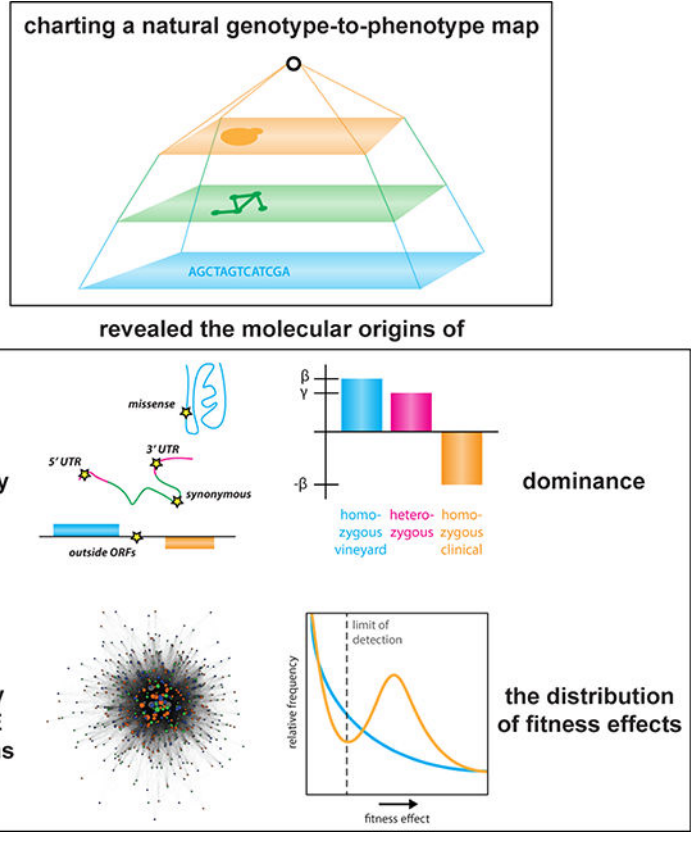 charting a natural genotype-to-phenotype map
AGCTAGTCATCGA
revealed the molecular origins of
missense
5' UTR
3' UTR
synonymous
outside ORFs
β
γ
-β
homo-
zygous
vineyard
hetero-
zygous
homo-
zygous
clinical
dominance
limit of
detection
relative frequency
fitness effect
the distribution
of fitness effects